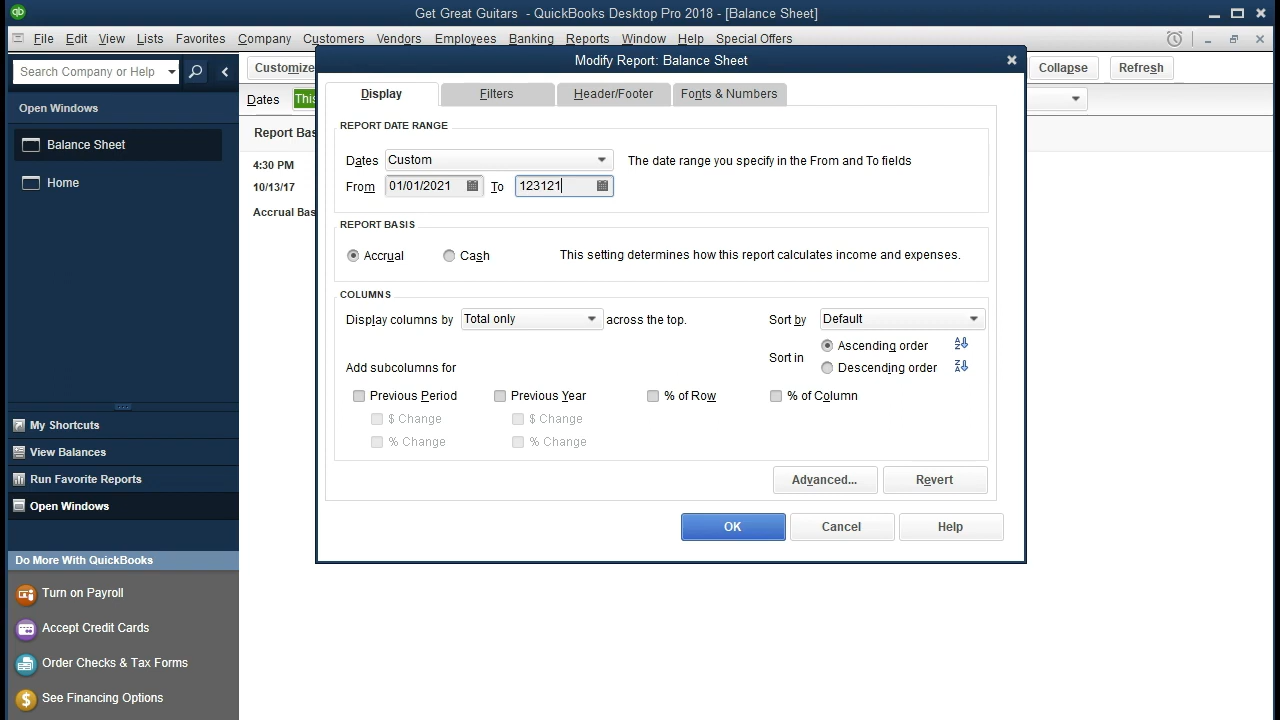 qb Get Great Guitars - QuickBooks Desktop Pro 2018 - [Balance Sheet]
File Edit View Lists Favorites Company Customers Vendors Employees Banking Reports Window Help Special Offers
Search Company or Help
Customize
Modify Report: Balance Sheet
Collapse Refresh
Open Windows
Dates This
Display Filters Header/Footer Fonts & Numbers
Balance Sheet
Home
Report Bas
4:30 PM
10/13/17
Accrual Bas
REPORT DATE RANGE
Dates Custom The date range you specify in the From and To fields
From 01/01/2021 To 123121
REPORT BASIS
Accrual Cash This setting determines how this report calculates income and expenses.
COLUMNS
Display columns by Total only across the top. Sort by Default
Sort in Ascending order
Descending order
Add subcolumns for
Previous Period Previous Year % of Row % of Column
$ Change $ Change
% Change % Change
Advanced... Revert
OK Cancel Help
My Shortcuts
View Balances
Run Favorite Reports
Open Windows
Do More With QuickBooks
Turn on Payroll
Accept Credit Cards
Order Checks & Tax Forms
See Financing Options